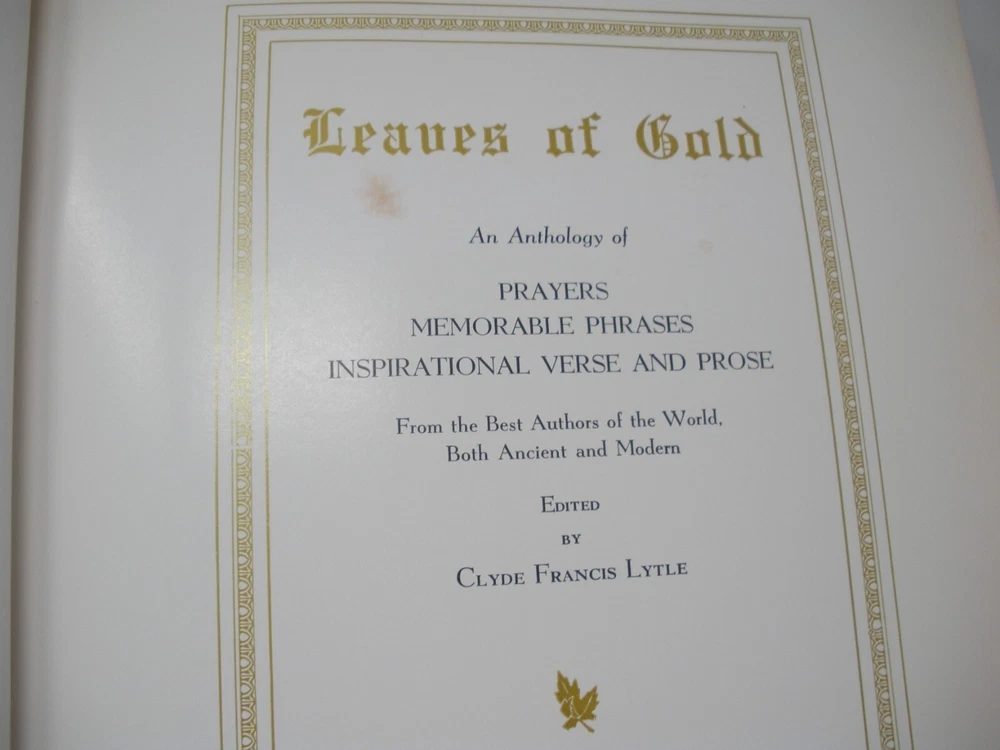 Leaves of Gold
An Anthology of
PRAYERS
MEMORABLE PHRASES
INSPIRATIONAL VERSE AND PROSE
From the Best Authors of the World,
Both Ancient and Modern
EDITED
BY
CLYDE FRANCIS LYTLE